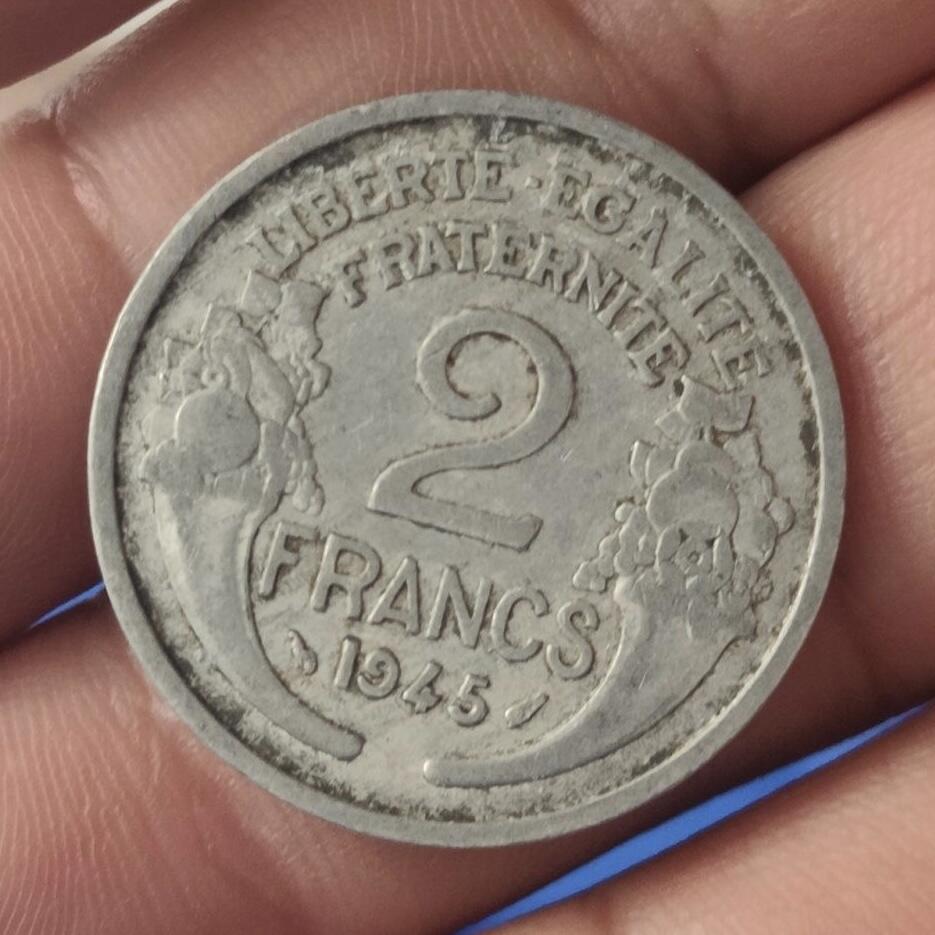 LIBERTE·EGALITE
FRATERNITE
2
FRANCS
1945